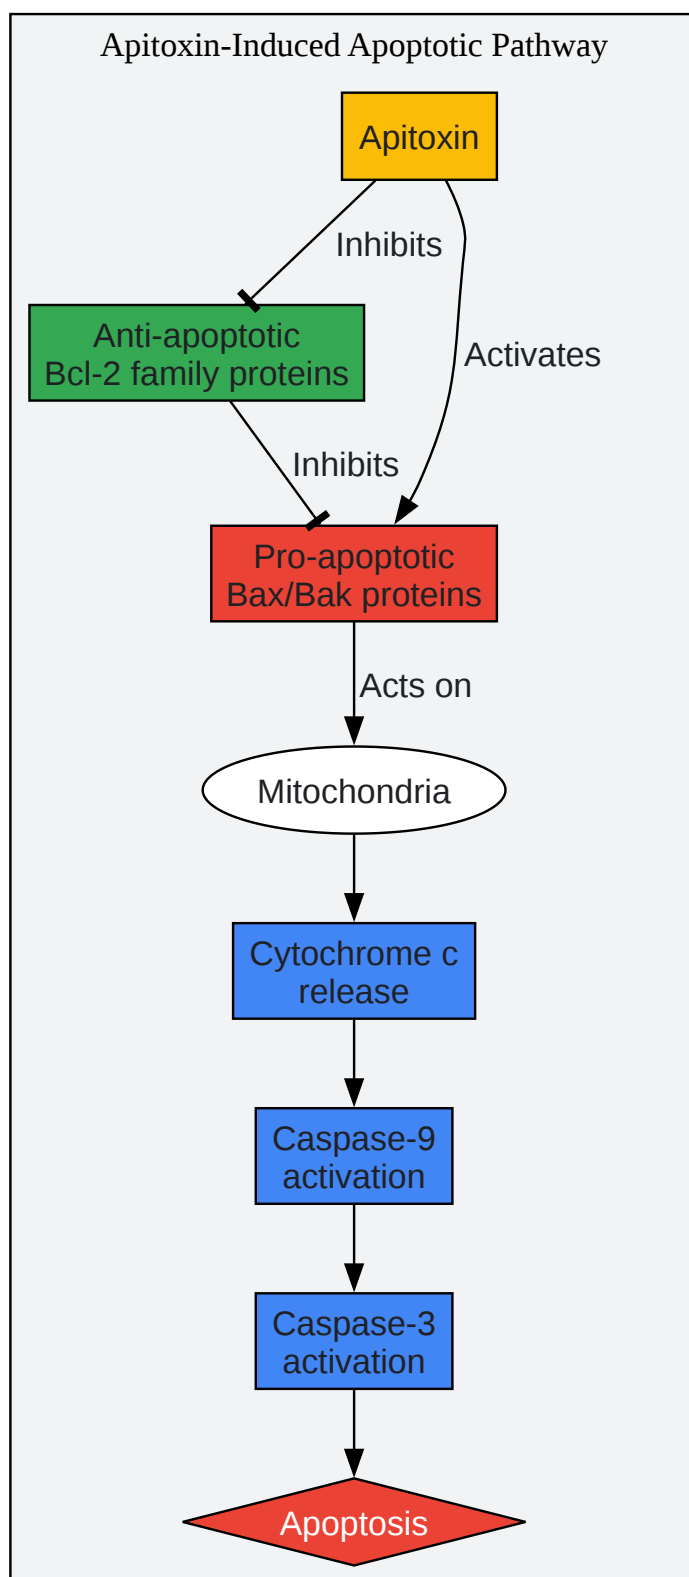 Apitoxin-Induced Apoptotic Pathway
Apitoxin
Inhibits
Anti-apoptotic
Bcl-2 family proteins
Activates
Inhibits
Pro-apoptotic
Bax/Bak proteins
Acts on
Mitochondria
Cytochrome c
release
Caspase-9
activation
Caspase-3
activation
Apoptosis